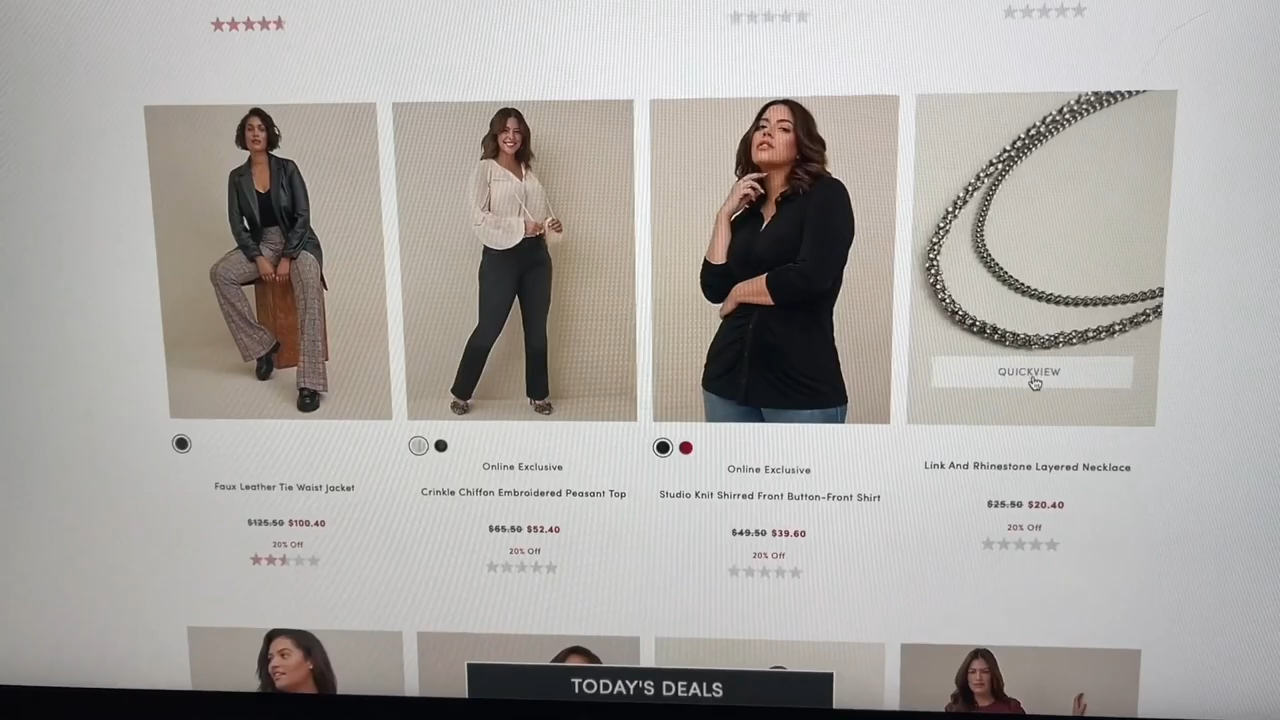 QUICKVIEW
Faux Leather Tie Waist Jacket
$125.50 $100.40
20% Off
Online Exclusive
Crinkle Chiffon Embroidered Peasant Top
$65.50 $52.40
20% Off
Online Exclusive
Studio Knit Shirred Front Button-Front Shirt
$49.50 $39.60
20% Off
Link And Rhinestone Layered Necklace
$25.50 $20.40
20% Off
TODAY'S DEALS